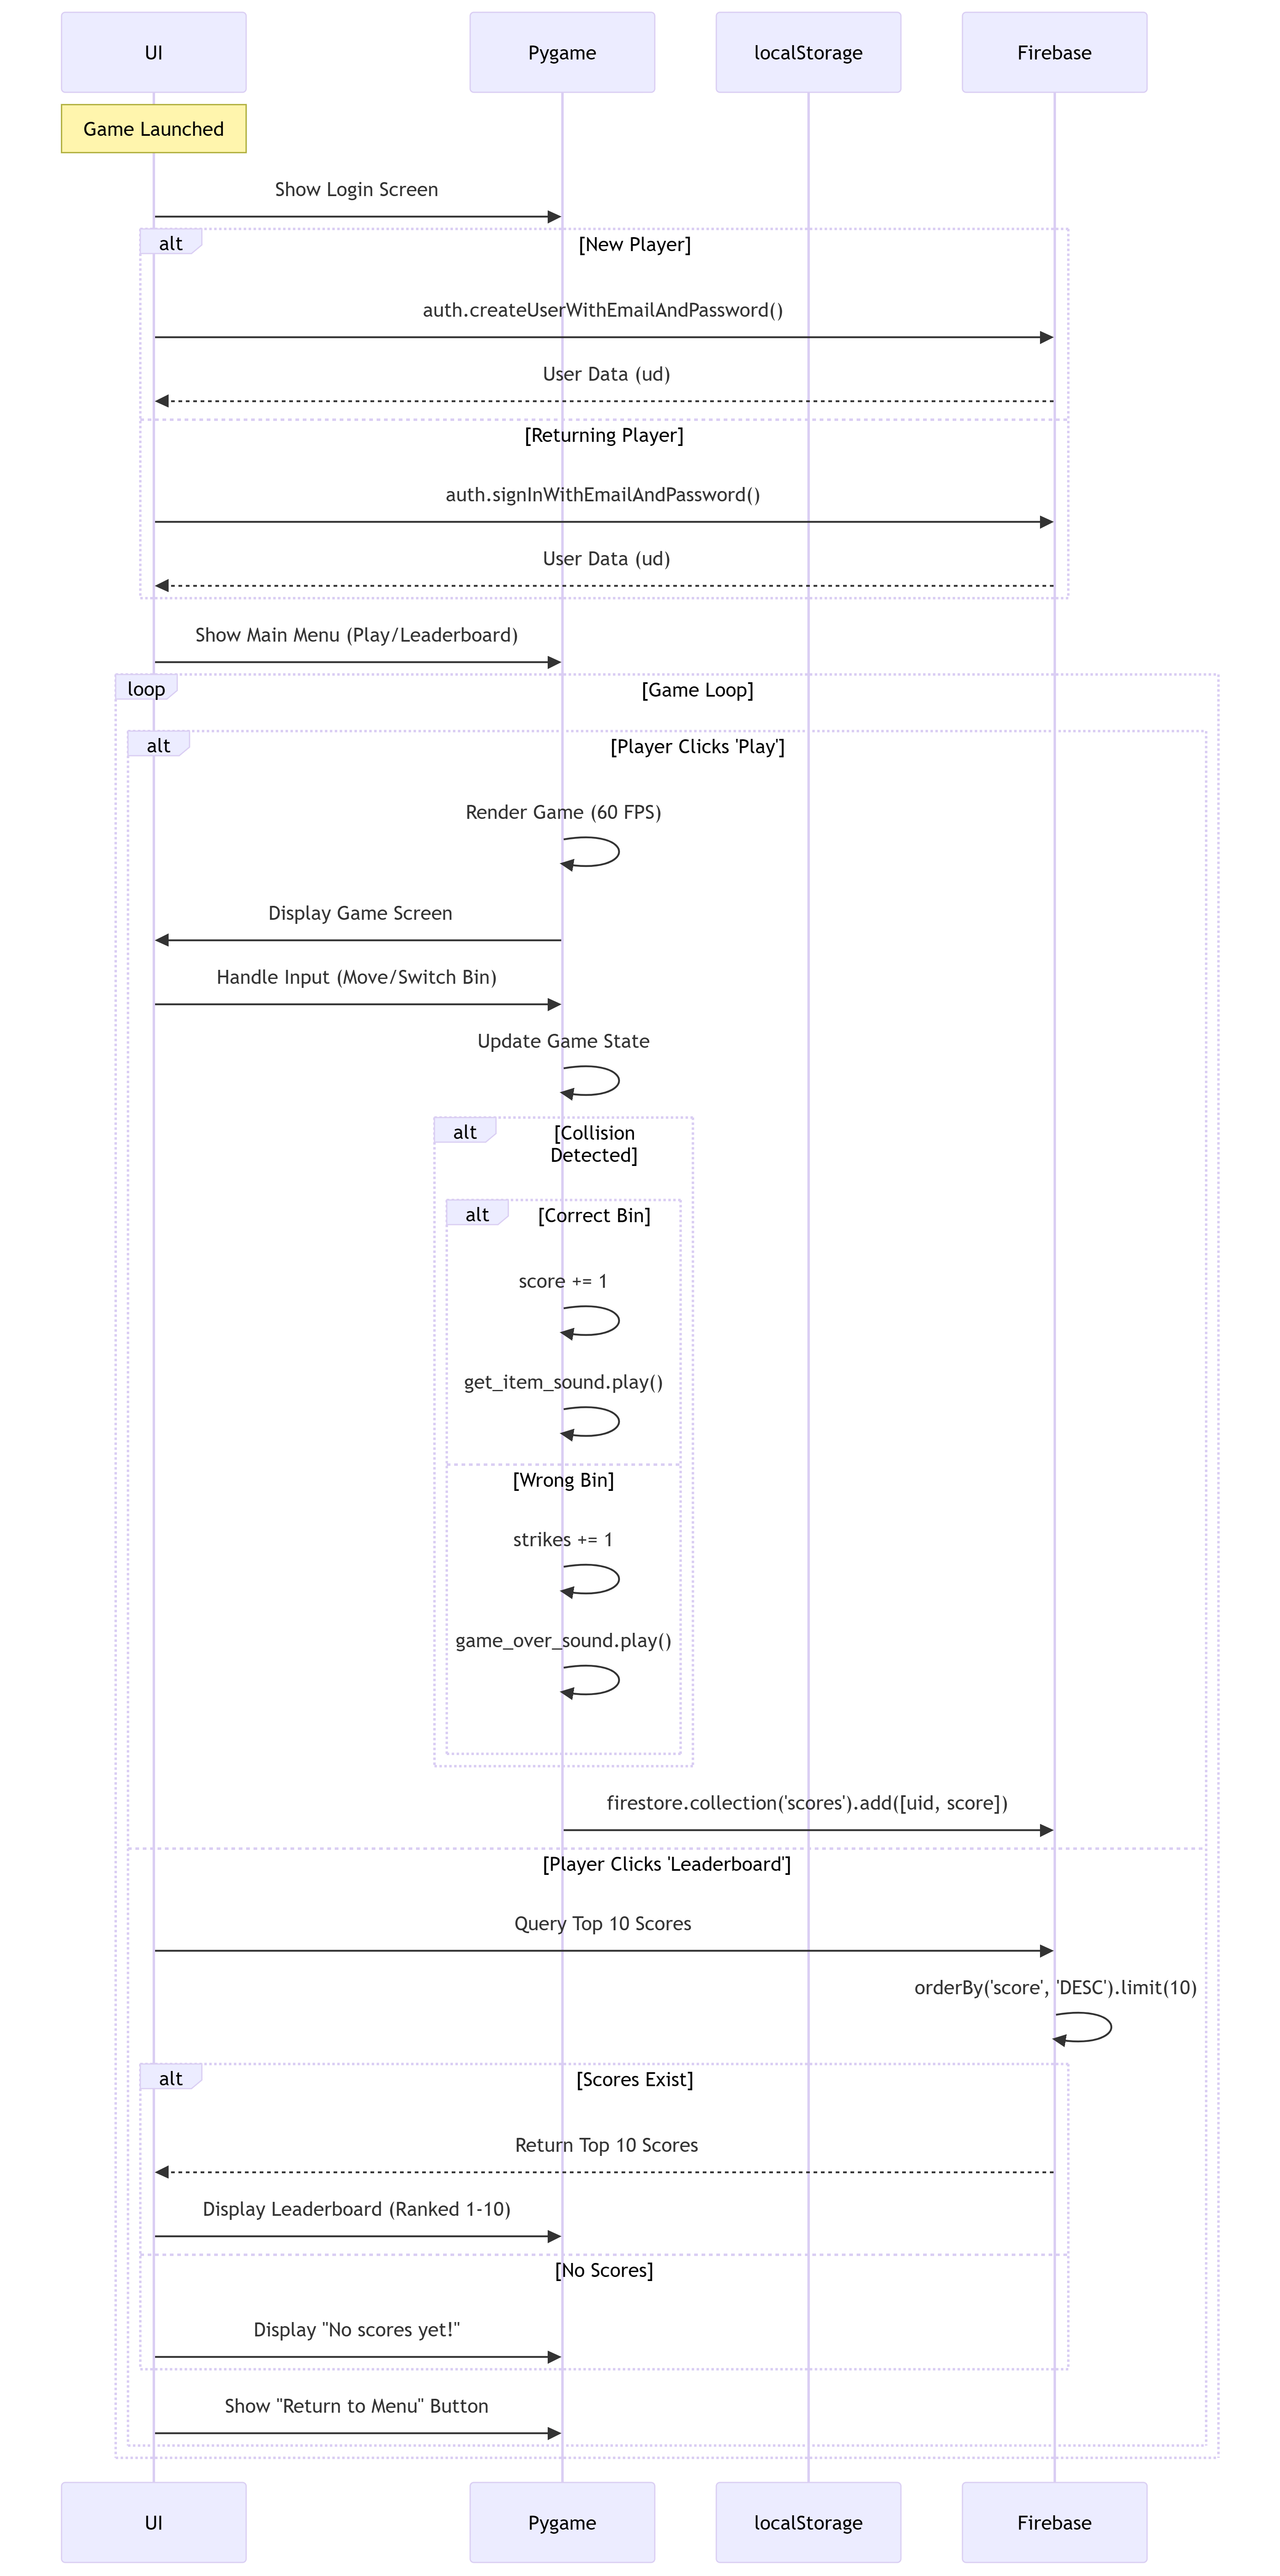 UI
Pygame
localStorage
Firebase
Game Launched
Show Login Screen
alt
[New Player]
auth.createUserWithEmailAndPassword()
User Data (ud)
[Returning Player]
auth.signInWithEmailAndPassword()
User Data (ud)
Show Main Menu (Play/Leaderboard)
loop
[Game Loop]
alt
[Player Clicks 'Play']
Render Game (60 FPS)
Display Game Screen
Handle Input (Move/Switch Bin)
Update Game State
alt
[Collision
Detected]
alt
[Correct Bin]
score += 1
get_item_sound.play()
[Wrong Bin]
strikes += 1
game_over_sound.play()
firestore.collection('scores').add([uid, score])
[Player Clicks 'Leaderboard']
Query Top 10 Scores
orderBy('score', 'DESC').limit(10)
alt
[Scores Exist]
Return Top 10 Scores
Display Leaderboard (Ranked 1-10)
[No Scores]
Display "No scores yet!"
Show "Return to Menu" Button
UI
Pygame
localStorage
Firebase